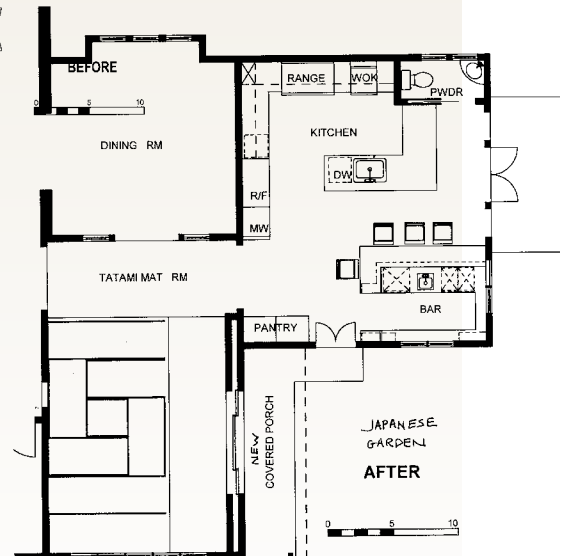 BEFORE
0 5 10
DINING RM
RANGE
WOK
PWDR
KITCHEN
DW
R/F
MW
TATAMI MAT RM
BAR
PANTRY
NEW
COVERED PORCH
JAPANESE
GARDEN
AFTER
0 5 10